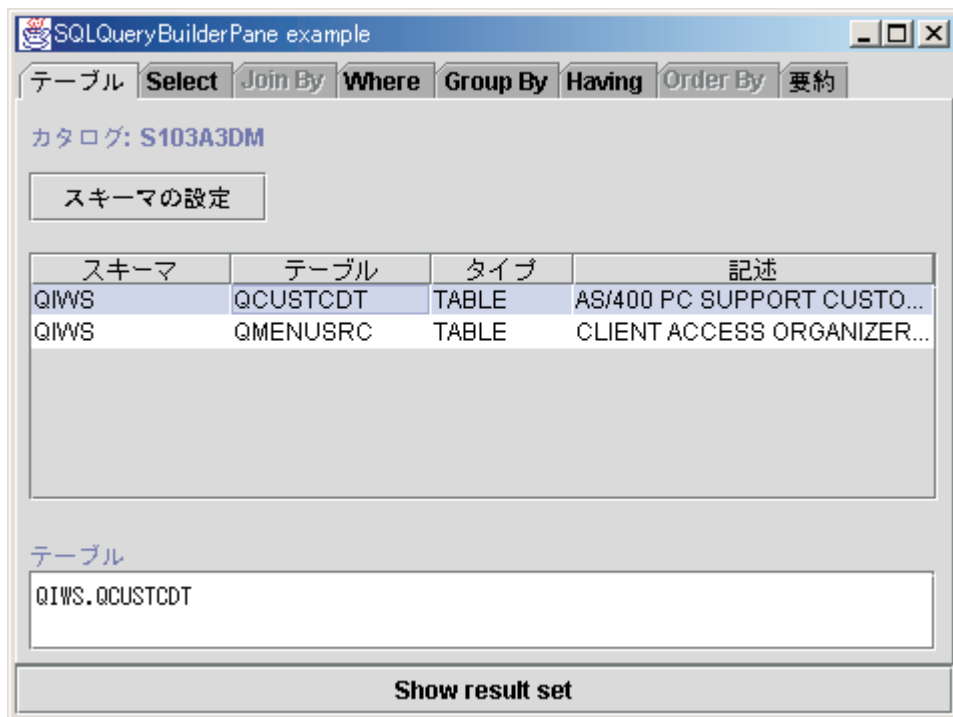 SQLQueryBuilderPane example
テーブル Select Join By Where Group By Having Order By 要約
カタログ: S103A3DM
スキーマの設定
スキーマ テーブル タイプ 記述
QIWS QCUSTCDT TABLE AS/400 PC SUPPORT CUSTO...
QIWS QMENUSRC TABLE CLIENT ACCESS ORGANIZER...
テーブル
QIWS.QCUSTCDT
Show result set